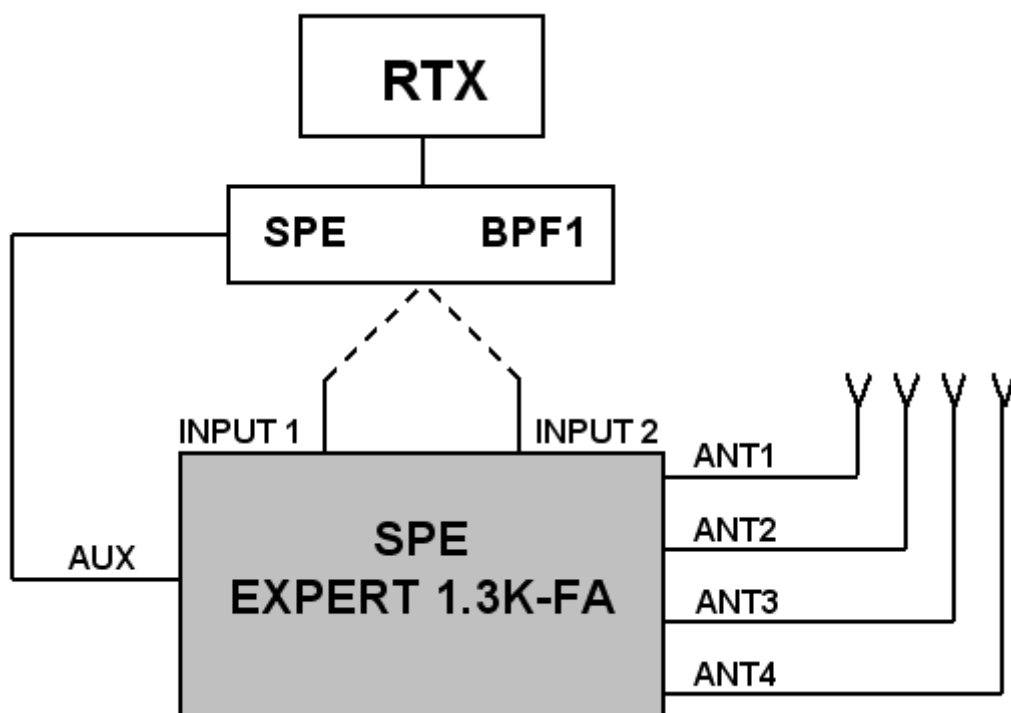 RTX
SPE BPF1
INPUT 1 INPUT 2
ANT1
SPE
ANT2
AUX
EXPERT 1.3K-FA
ANT3
ANT4